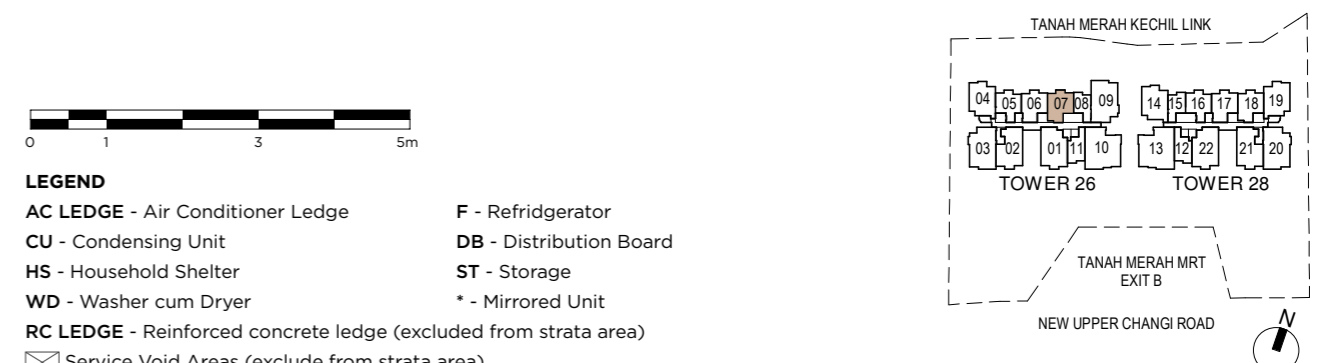 TANAH MERAH KECHIL LINK
04 05 06 07 08 09 14 15 16 17 18 19
03 02 01 11 10 13 12 22 21 20
TOWER 26 TOWER 28
TANAH MERAH MRT
EXIT B
NEW UPPER CHANGI ROAD
N
0 1 3 5m
LEGEND
AC LEDGE - Air Conditioner Ledge
F - Refridgerator
CU - Condensing Unit
DB - Distribution Board
HS - Household Shelter
ST - Storage
WD - Washer cum Dryer
* - Mirrored Unit
RC LEDGE - Reinforced concrete ledge (excluded from strata area)
Service Void Areas (exclude from strata area)